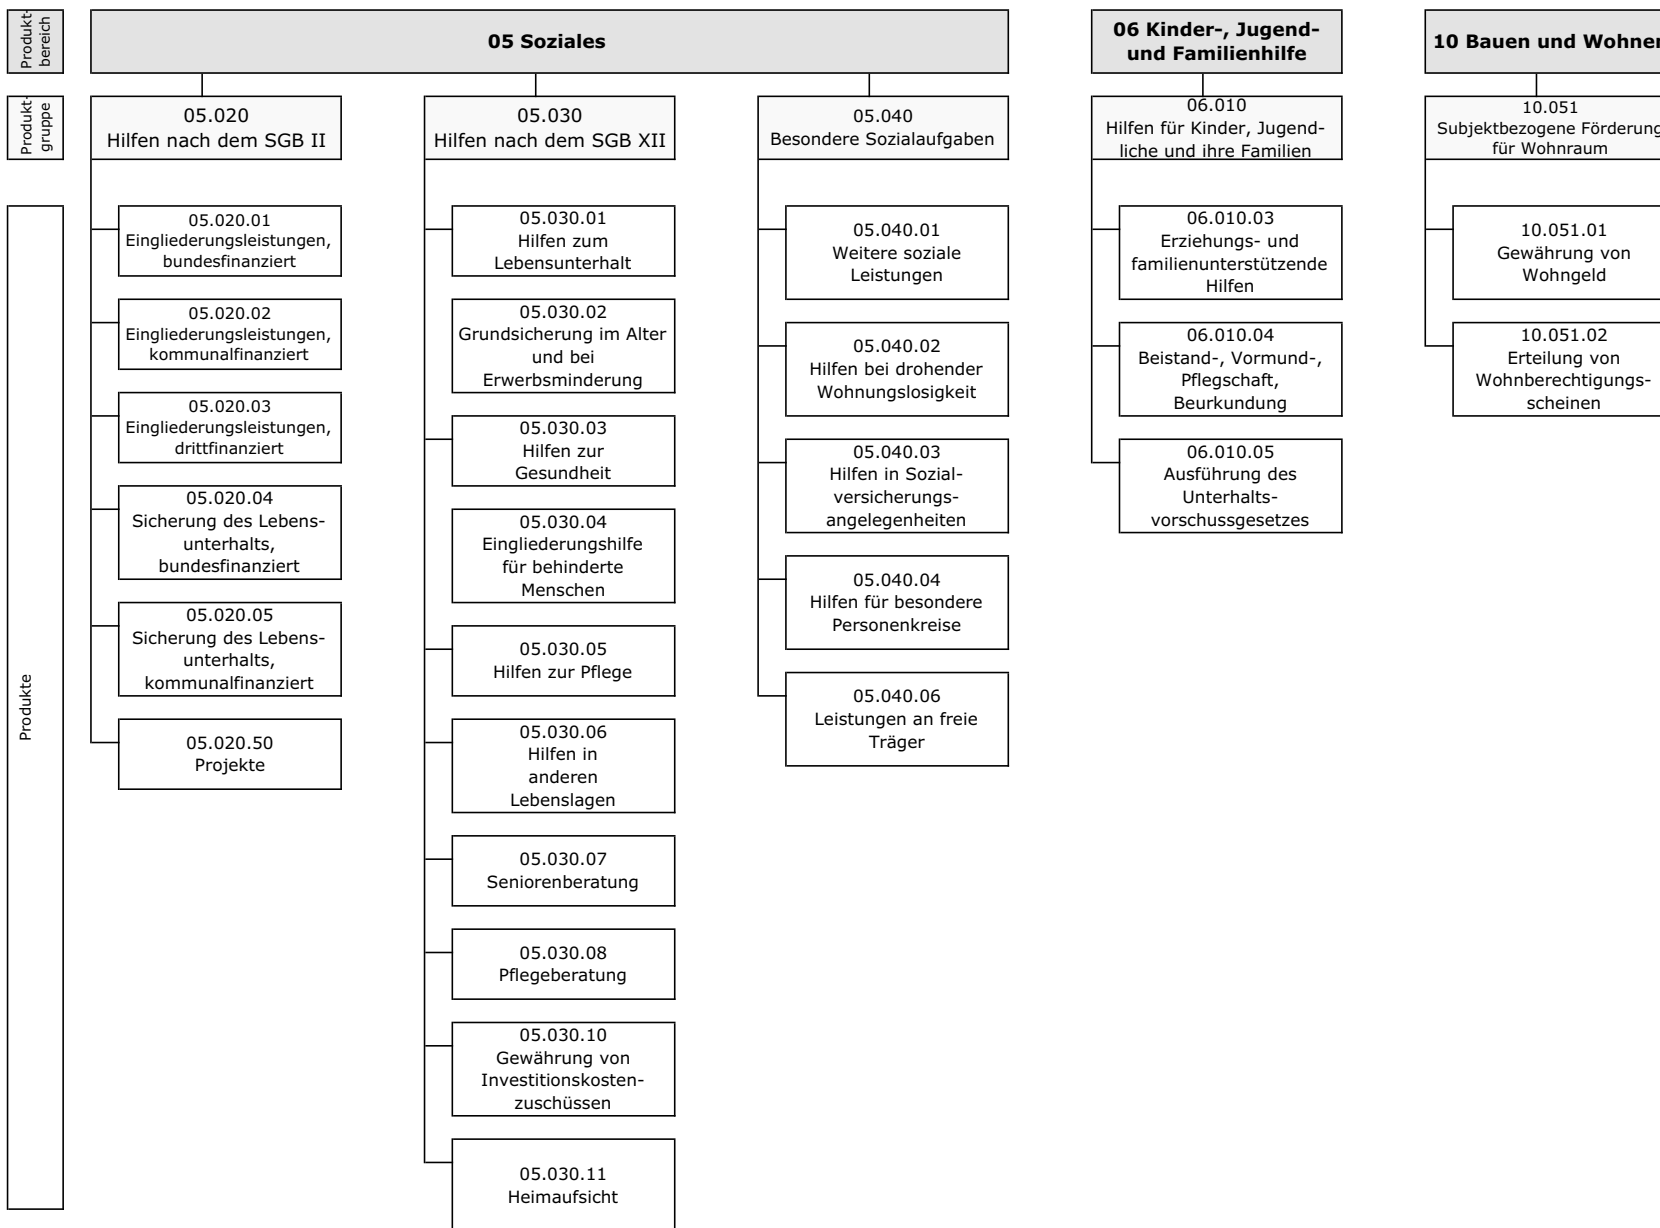 Produkt-
bereich
05 Soziales
06 Kinder-, Jugend-
und Familienhilfe
10 Bauen und Wohnen
Produkt-
gruppe
05.020
Hilfen nach dem SGB II
05.030
Hilfen nach dem SGB XII
05.040
Besondere Sozialaufgaben
06.010
Hilfen für Kinder, Jugend-
liche und ihre Familien
10.051
Subjektbezogene Förderung
für Wohnraum
Produkte
05.020.01
Eingliederungsleistungen,
bundesfinanziert
05.020.02
Eingliederungsleistungen,
kommunalfinanziert
05.020.03
Eingliederungsleistungen,
drittfinanziert
05.020.04
Sicherung des Lebens-
unterhalts,
bundesfinanziert
05.020.05
Sicherung des Lebens-
unterhalts,
kommunalfinanziert
05.020.50
Projekte
05.030.01
Hilfen zum
Lebensunterhalt
05.030.02
Grundsicherung im Alter
und bei
Erwerbsminderung
05.030.03
Hilfen zur
Gesundheit
05.030.04
Eingliederungshilfe
für behinderte
Menschen
05.030.05
Hilfen zur Pflege
05.030.06
Hilfen in
anderen
Lebenslagen
05.030.07
Seniorenberatung
05.030.08
Pflegeberatung
05.030.10
Gewährung von
Investitionskosten-
zuschüssen
05.030.11
Heimaufsicht
05.040.01
Weitere soziale
Leistungen
05.040.02
Hilfen bei drohender
Wohnungslosigkeit
05.040.03
Hilfen in Sozial-
versicherungs-
angelegenheiten
05.040.04
Hilfen für besondere
Personenkreise
05.040.06
Leistungen an freie
Träger
06.010.03
Erziehungs- und
familienunterstützende
Hilfen
06.010.04
Beistand-, Vormund-,
Pflegschaft,
Beurkundung
06.010.05
Ausführung des
Unterhalts-
vorschussgesetzes
10.051.01
Gewährung von
Wohngeld
10.051.02
Erteilung von
Wohnberechtigungs-
scheinen